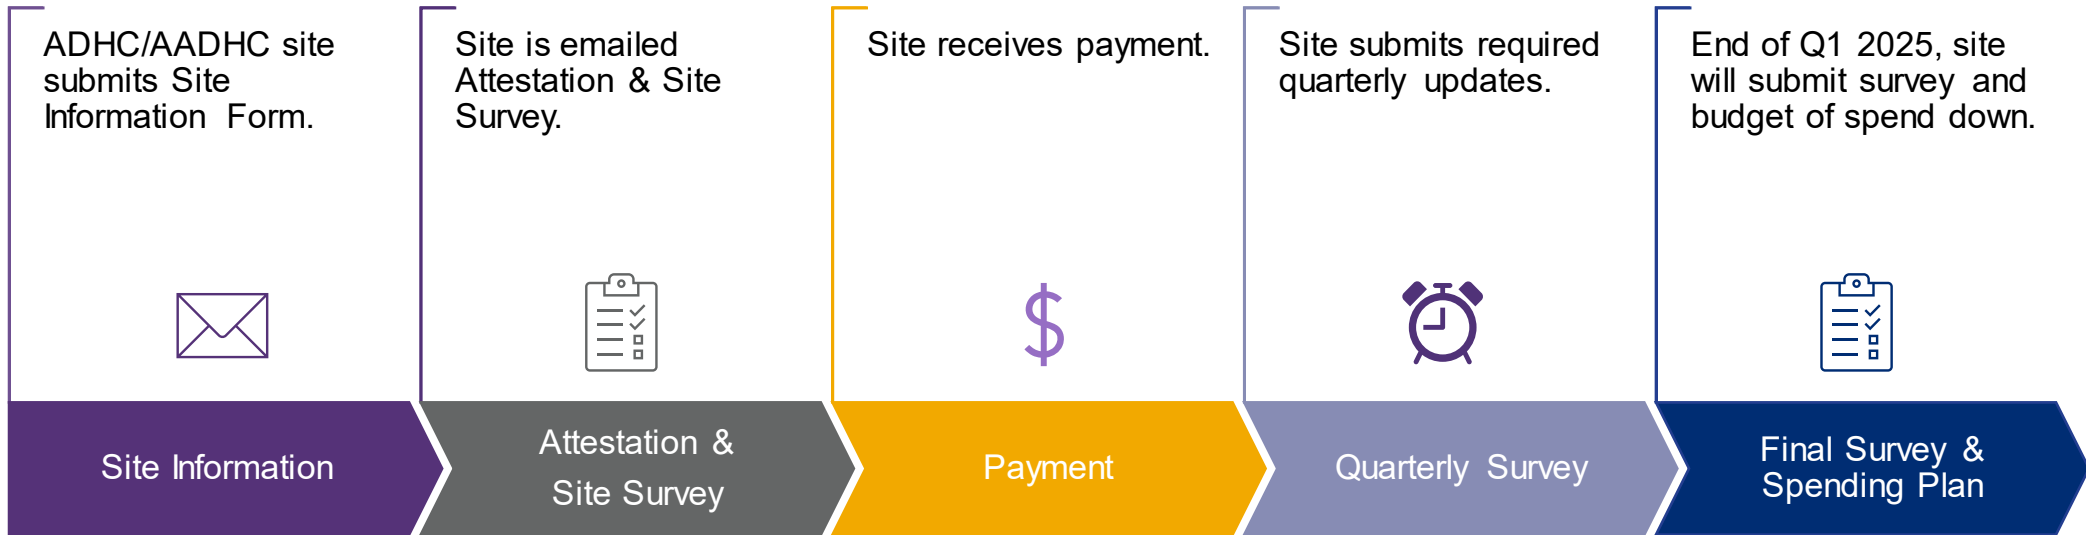 ADHC/AADHC site
submits Site
Information Form.
Site is emailed
Attestation & Site
Survey.
Site receives payment.
Site submits required
quarterly updates.
End of Q1 2025, site
will submit survey and
budget of spend down.
Site Information
Attestation &
Site Survey
Payment
Quarterly Survey
Final Survey &
Spending Plan